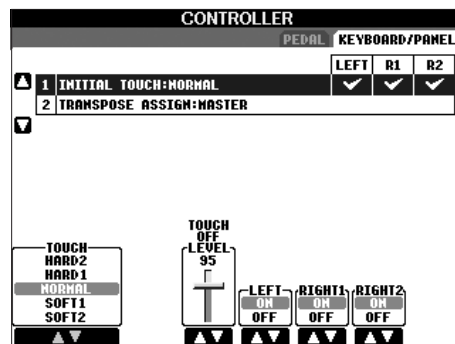 CONTROLLER
PEDAL KEYBOARD/PANEL
LEFT R1 R2
1 INITIAL TOUCH:NORMAL
2 TRANSPOSE ASSIGN:MASTER
TOUCH
HARD2
HARD1
NORMAL
SOFT1
SOFT2
TOUCH
OFF
LEVEL
95
LEFT RIGHT1 RIGHT2
ON ON ON
OFF OFF OFF